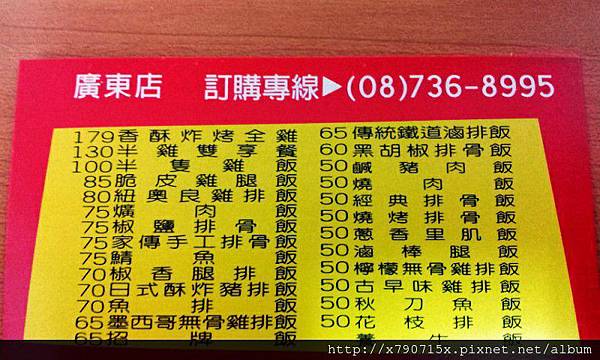 廣東店 訂購專線▶(08)736-8995
179香酥炸烤全雞
130半雞雙享餐
100半隻雞飯
85脆皮雞腿飯
80紐奧良雞排飯
75爌肉飯
75椒鹽排骨飯
75家傳手工排骨飯
75鯖魚飯
70椒香腿排飯
70日式酥炸豬排飯
70魚排飯
65墨西哥無骨雞排飯
65招牌飯
65傳統鐵道滷排飯
60黑胡椒排骨飯
50鹹豬肉飯
50燒肉飯
50經典排骨飯
50燒烤排骨飯
50蔥香里肌飯
50滷棒腿飯
50檸檬無骨雞排飯
50古早味雞排飯
50秋刀魚飯
50花枝排飯
http://x790715x.pixnet.net/album